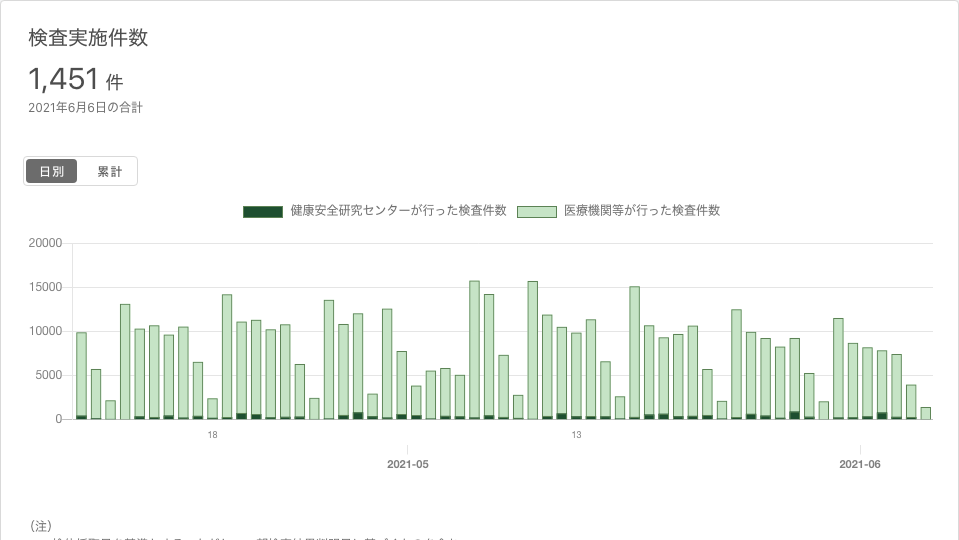 検査実施件数
1,451 件
2021年6月6日の合計
日別 累計
健康安全研究センターが行った検査件数 医療機関等が行った検査件数
20000
15000
10000
5000
0
18 13
2021-05 2021-06
（注）